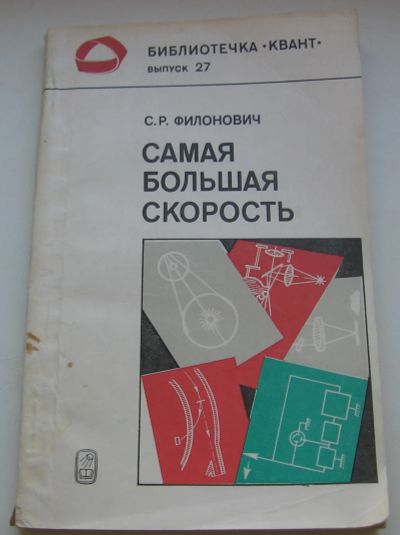 БИБЛИОТЕЧКА «КВАНТ»
ВЫПУСК 27
С.Р. ФИЛОНОВИЧ
САМАЯ
БОЛЬШАЯ
СКОРОСТЬ